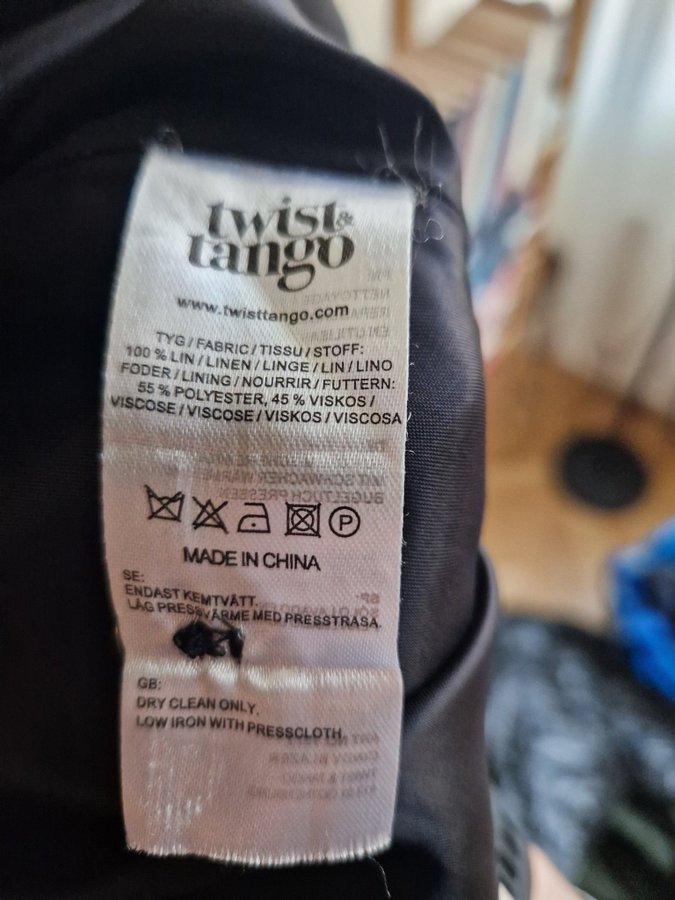 twist&
tango
www.twisttango.com
TYG / FABRIC / TISSU / STOFF:
100 % LIN / LINEN / LINGE / LIN / LINO
FODER / LINING / NOURRIR / FUTTERN:
55 % POLYESTER, 45 % VISKOS /
VISCOSE / VISCOSE / VISKOS / VISCOSA
P
MADE IN CHINA
SE:
ENDAST KEMTVÄTT.
LÅG PRESSVÄRME MED PRESSTRASA.
GB:
DRY CLEAN ONLY.
LOW IRON WITH PRESSCLOTH.